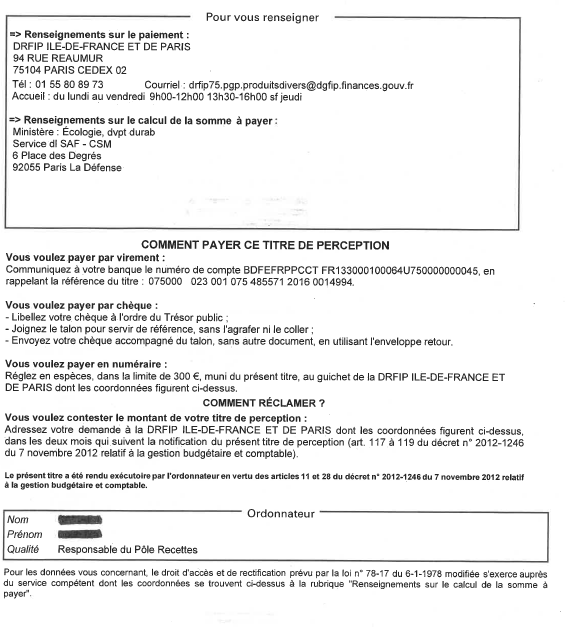 Pour vous renseigner
=> Renseignements sur le paiement :
DRFIP ILE-DE-FRANCE ET DE PARIS
94 RUE REAUMUR
75104 PARIS CEDEX 02
Tél : 01 55 80 89 73 Courriel : drfip75.pgp.produitsdivers@dgfip.finances.gouv.fr
Accueil : du lundi au vendredi 9h00-12h00 13h30-16h00 sf jeudi
=> Renseignements sur le calcul de la somme à payer :
Ministère : Écologie, dvpt durab
Service dl SAF - CSM
6 Place des Degrés
92055 Paris La Défense
COMMENT PAYER CE TITRE DE PERCEPTION
Vous voulez payer par virement :
Communiquez à votre banque le numéro de compte BDFEFRPPCCT FR133000100064U750000000045, en
rappelant la référence du titre : 075000 023 001 075 485571 2016 0014994.
Vous voulez payer par chèque :
- Libellez votre chèque à l'ordre du Trésor public ;
- Joignez le talon pour servir de référence, sans l'agrafer ni le coller ;
- Envoyez votre chèque accompagné du talon, sans autre document, en utilisant l'enveloppe retour.
Vous voulez payer en numéraire :
Réglez en espèces, dans la limite de 300 €, muni du présent titre, au guichet de la DRFIP ILE-DE-FRANCE ET
DE PARIS dont les coordonnées figurent ci-dessus.
COMMENT RÉCLAMER ?
Vous voulez contester le montant de votre titre de perception :
Adressez votre demande à la DRFIP ILE-DE-FRANCE ET DE PARIS dont les coordonnées figurent ci-dessus,
dans les deux mois qui suivent la notification du présent titre de perception (art. 117 à 119 du décret n° 2012-1246
du 7 novembre 2012 relatif à la gestion budgétaire et comptable).
Le présent titre a été rendu exécutoire par l'ordonnateur en vertu des articles 11 et 28 du décret n° 2012-1246 du 7 novembre 2012 relatif
à la gestion budgétaire et comptable.
Ordonnateur
Nom
Prénom
Qualité Responsable du Pôle Recettes
Pour les données vous concernant, le droit d'accès et de rectification prévu par la loi n° 78-17 du 6-1-1978 modifiée s'exerce auprès
du service compétent dont les coordonnées se trouvent ci-dessus à la rubrique "Renseignements sur le calcul de la somme à
payer".